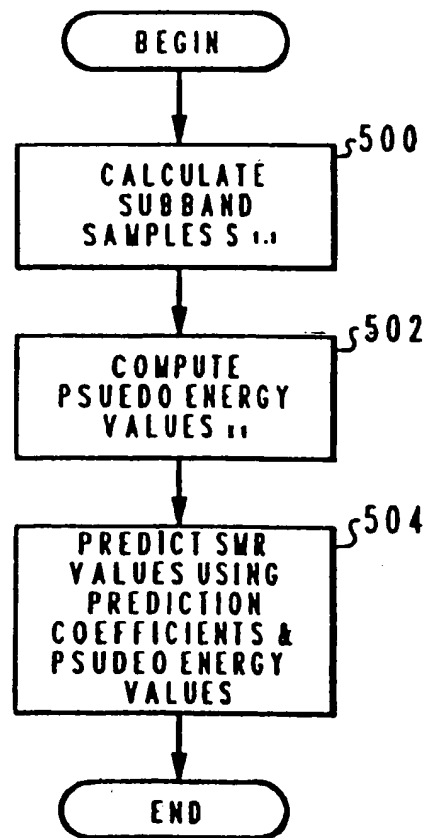 BEGIN
500
CALCULATE
SUBBAND
SAMPLES S
502
COMPUTE
PSUEDO ENERGY
VALUES
504
PREDICT SMR
VALUES USING
PREDICTION
COEFFICIENTS &
PSUDEO ENERGY
VALUES
END